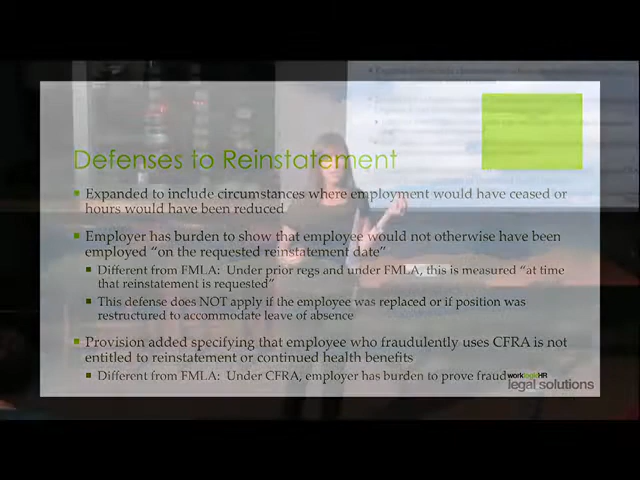 Defenses to Reinstatement
Expanded to include circumstances where employment would have ceased or
hours would have been reduced
Employer has burden to show that employee would not otherwise have been
employed “on the requested reinstatement date”
Different from FMLA: Under prior regs and under FMLA, this is measured “at time
that reinstatement is requested”
This defense does NOT apply if the employee was replaced or if position was
restructured to accommodate leave of absence
Provision added specifying that employee who fraudulently uses CFRA is not
entitled to reinstatement or continued health benefits
Different from FMLA: Under CFRA, employer has burden to prove fraud
worklogicHR
legal solutions